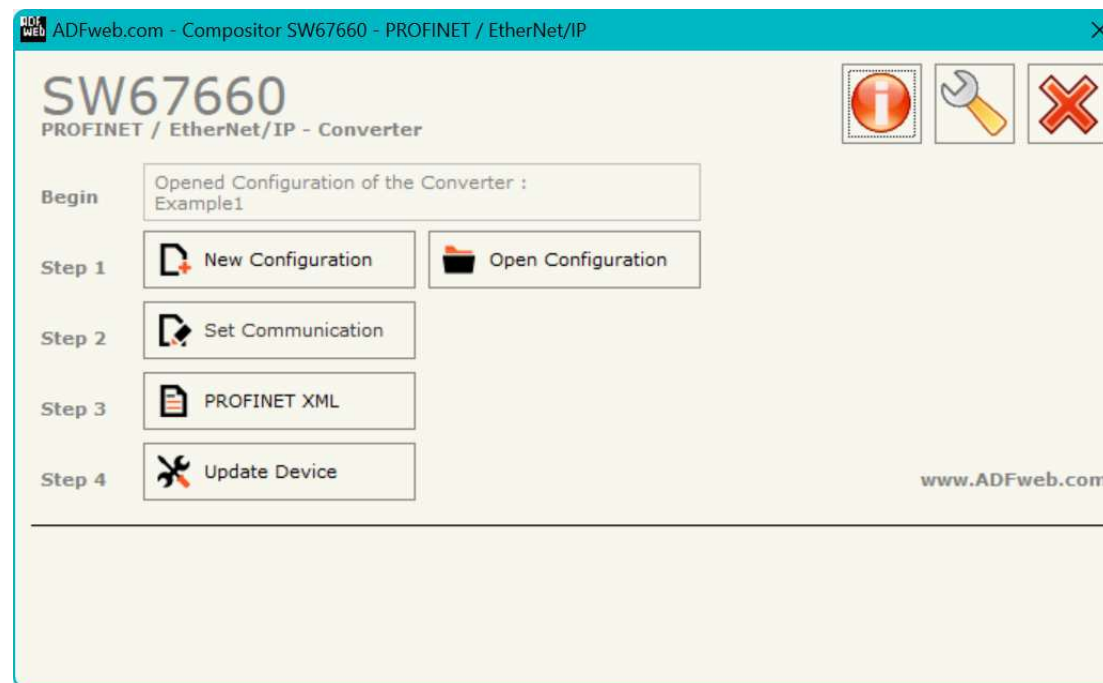 ADF
WEB
ADFweb.com - Compositor SW67660 - PROFINET / EtherNet/IP
SW67660
PROFINET / EtherNet/IP - Converter
Begin
Opened Configuration of the Converter :
Example1
Step 1
New Configuration
Open Configuration
Step 2
Set Communication
Step 3
PROFINET XML
Step 4
Update Device
www.ADFweb.com